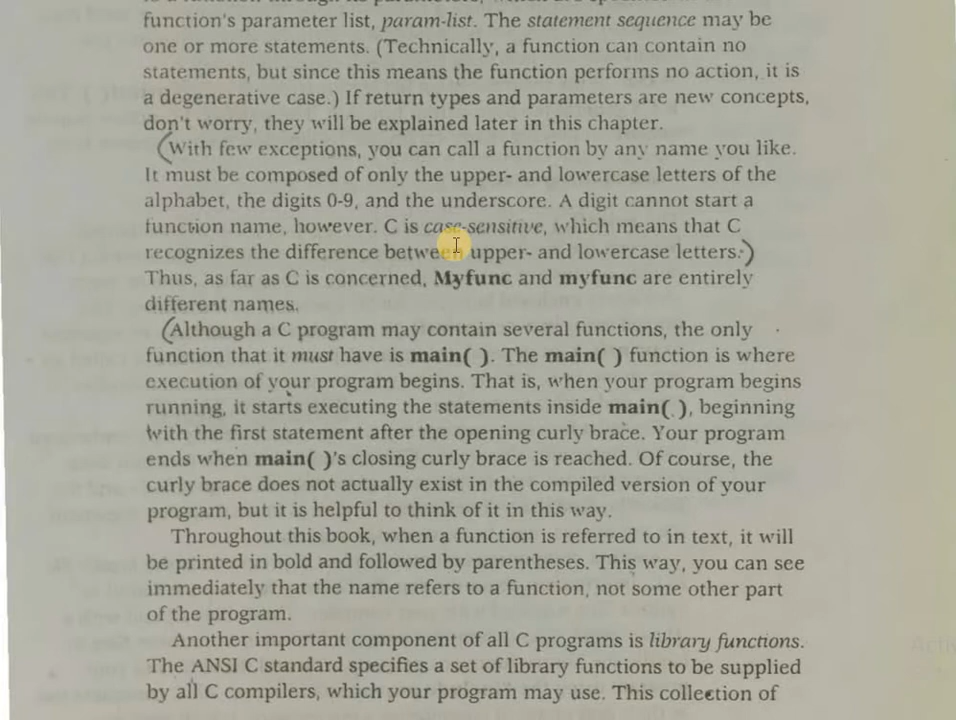 function's parameter list, param-list. The statement sequence may be
one or more statements. (Technically, a function can contain no
statements, but since this means the function performs no action, it is
a degenerative case.) If return types and parameters are new concepts,
don't worry, they will be explained later in this chapter.
(With few exceptions, you can call a function by any name you like.
It must be composed of only the upper- and lowercase letters of the
alphabet, the digits 0-9, and the underscore. A digit cannot start a
function name, however. C is case-sensitive, which means that C
recognizes the difference between upper- and lowercase letters.)
Thus, as far as C is concerned, Myfunc and myfunc are entirely
different names.
(Although a C program may contain several functions, the only
function that it must have is main( ). The main( ) function is where
execution of your program begins. That is, when your program begins
running, it starts executing the statements inside main( ), beginning
with the first statement after the opening curly brace. Your program
ends when main( )'s closing curly brace is reached. Of course, the
curly brace does not actually exist in the compiled version of your
program, but it is helpful to think of it in this way.
Throughout this book, when a function is referred to in text, it will
be printed in bold and followed by parentheses. This way, you can see
immediately that the name refers to a function, not some other part
of the program.
Another important component of all C programs is library functions.
The ANSI C standard specifies a set of library functions to be supplied
by all C compilers, which your program may use. This collection of